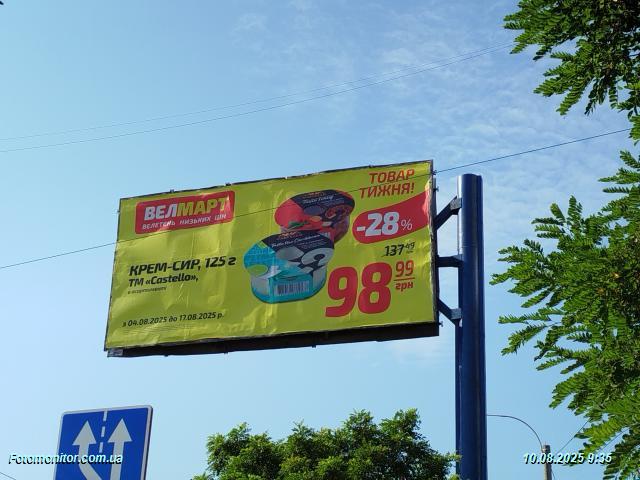 ТОВАР
ТИЖНЯ!
ВЕЛМАРТ
ВЕЛЕТЕНЬ НИЗЬКИХ ЦІН
-28%
137 49
КРЕМ-СИР, 125 г
ТМ «Castello»,
в асортименті
98 99
грн
з 04.08.2025 до 17.08.2025 р.
Fotomonitor.com.ua
10.08.2025 9:35